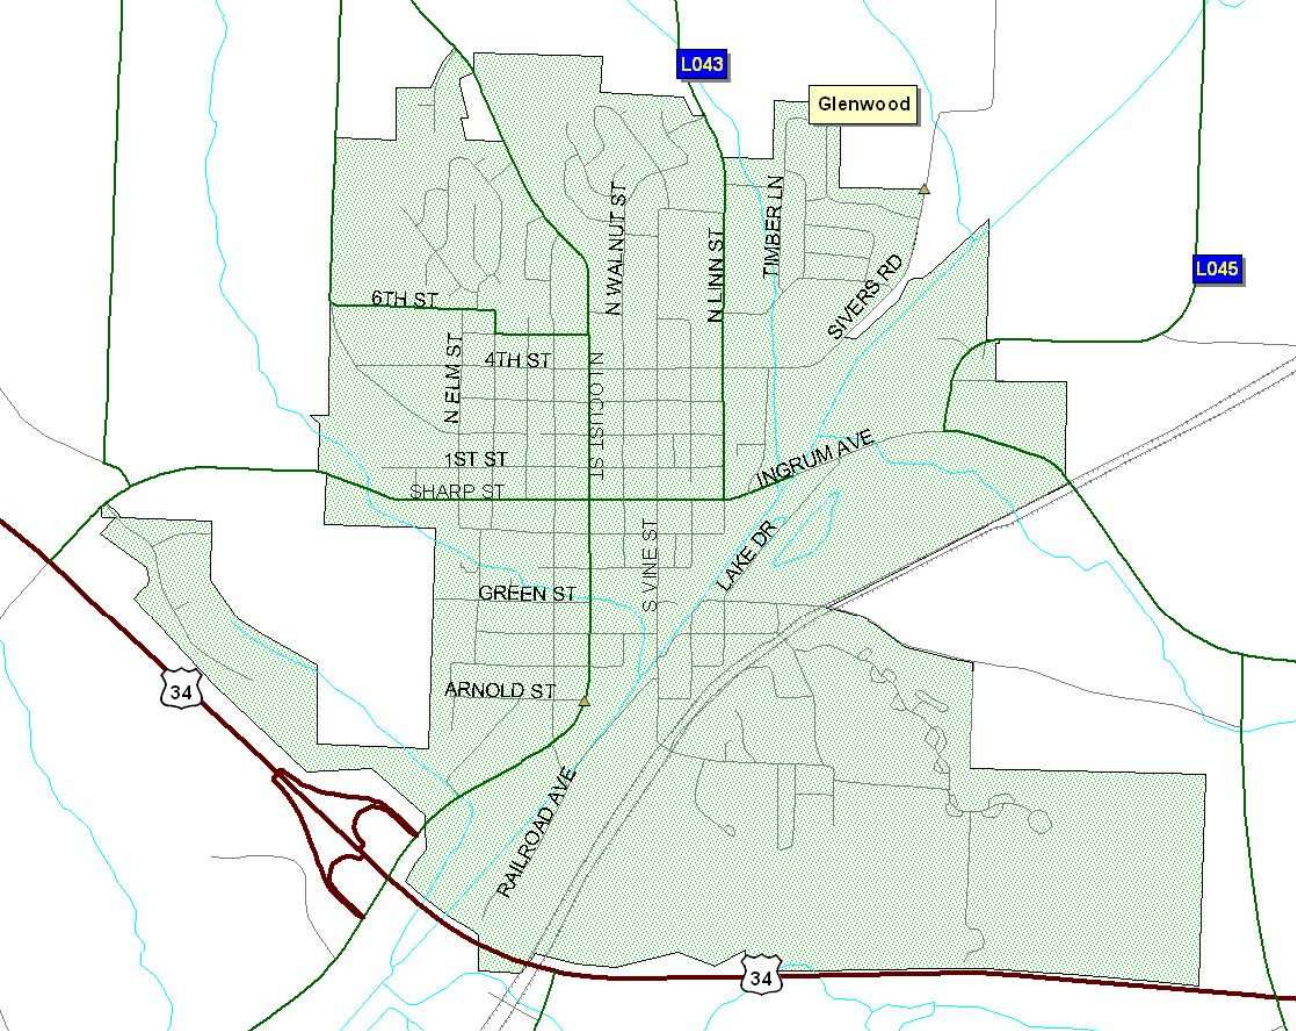 L043
Glenwood
N WALNUT ST
N LINN ST
TIMBER LN
SIVERS RD
L045
6TH ST
N ELM ST
4TH ST
N LOCUST ST
1ST ST
INGRUM AVE
SHARP ST
S VINE ST
LAKE DR
GREEN ST
ARNOLD ST
34
RAILROAD AVE
34